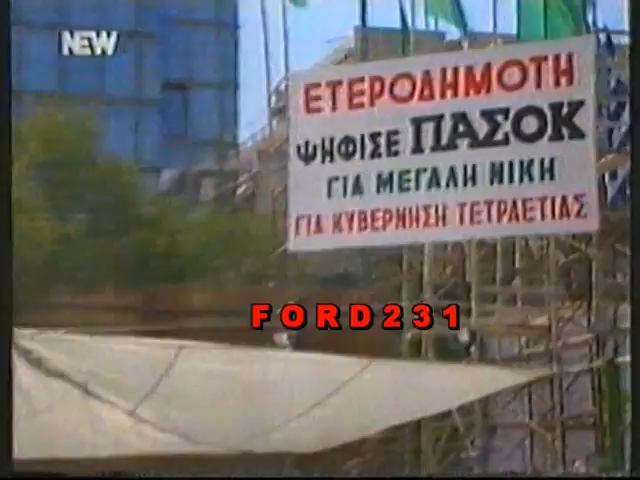 NEW
ΕΤΕΡΟΔΗΜΟΤΗ
ΨΗΦΙΣΕ ΠΑΣΟΚ
ΓΙΑ ΜΕΓΑΛΗ ΝΙΚΗ
ΓΙΑ ΚΥΒΕΡΝΗΣΗ ΤΕΤΡΑΕΤΙΑΣ
FORD231